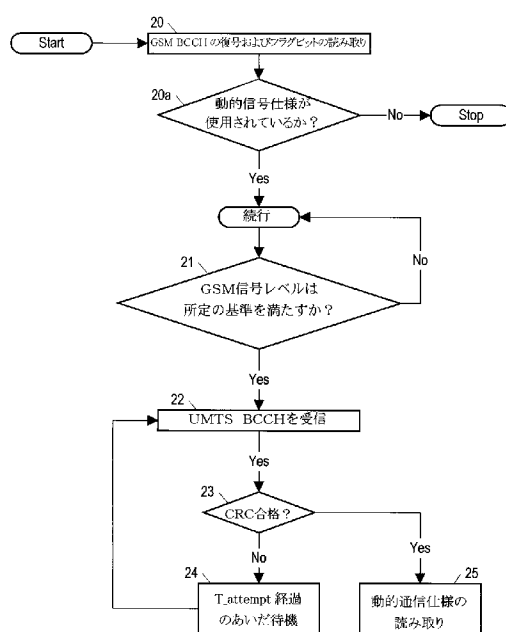 20
Start
GSM BCCHの復号およびフラグビットの読み取り
20a
動的信号仕様が
使用されているか？
No
Stop
Yes
続行
21
No
GSM信号レベルは
所定の基準を満たすか？
Yes
22
UMTS BCCHを受信
Yes
23
CRC合格？
No
Yes
24
25
T_attempt 経過
のあいだ待機
動的通信仕様の
読み取り